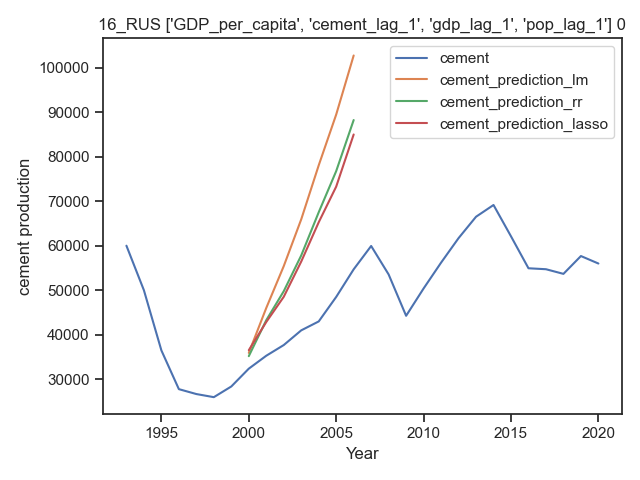 16_RUS ['GDP_per_capita', 'cement_lag_1', 'gdp_lag_1', 'pop_lag_1'] 0
cement
cement_prediction_lm
cement_prediction_rr
cement_prediction_lasso
cement production
100000
90000
80000
70000
60000
50000
40000
30000
1995
2000
2005
2010
2015
2020
Year